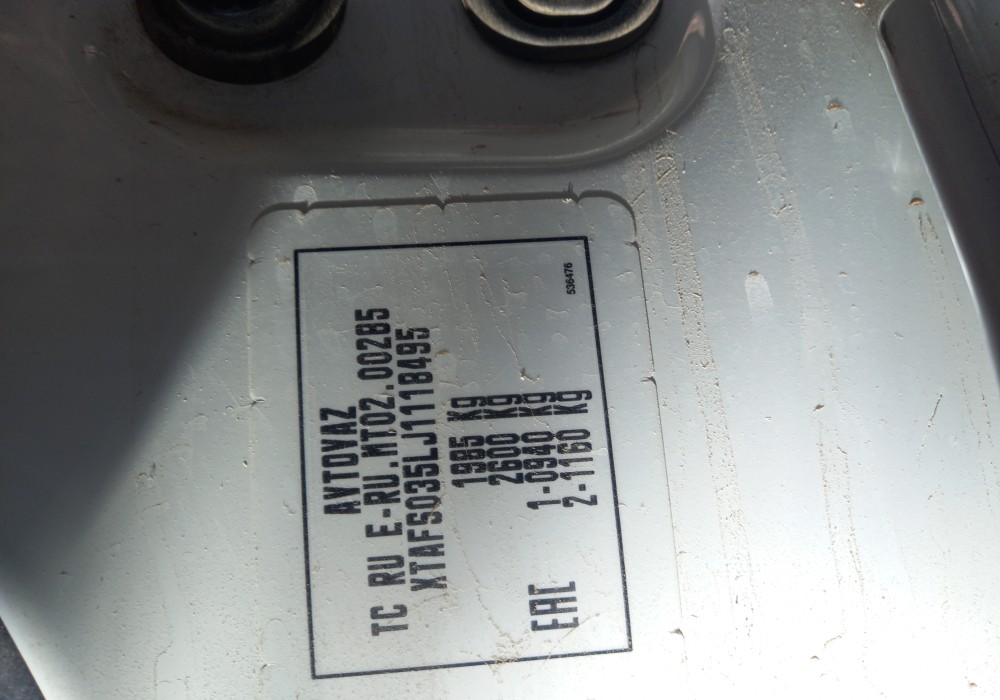 AVTOVAZ
TC RU E-RU.MT02.00285
XTAFS035LJ1118495
1985 Kg
2600 Kg
1-0940 Kg
2-1160 Kg
EAC
536476